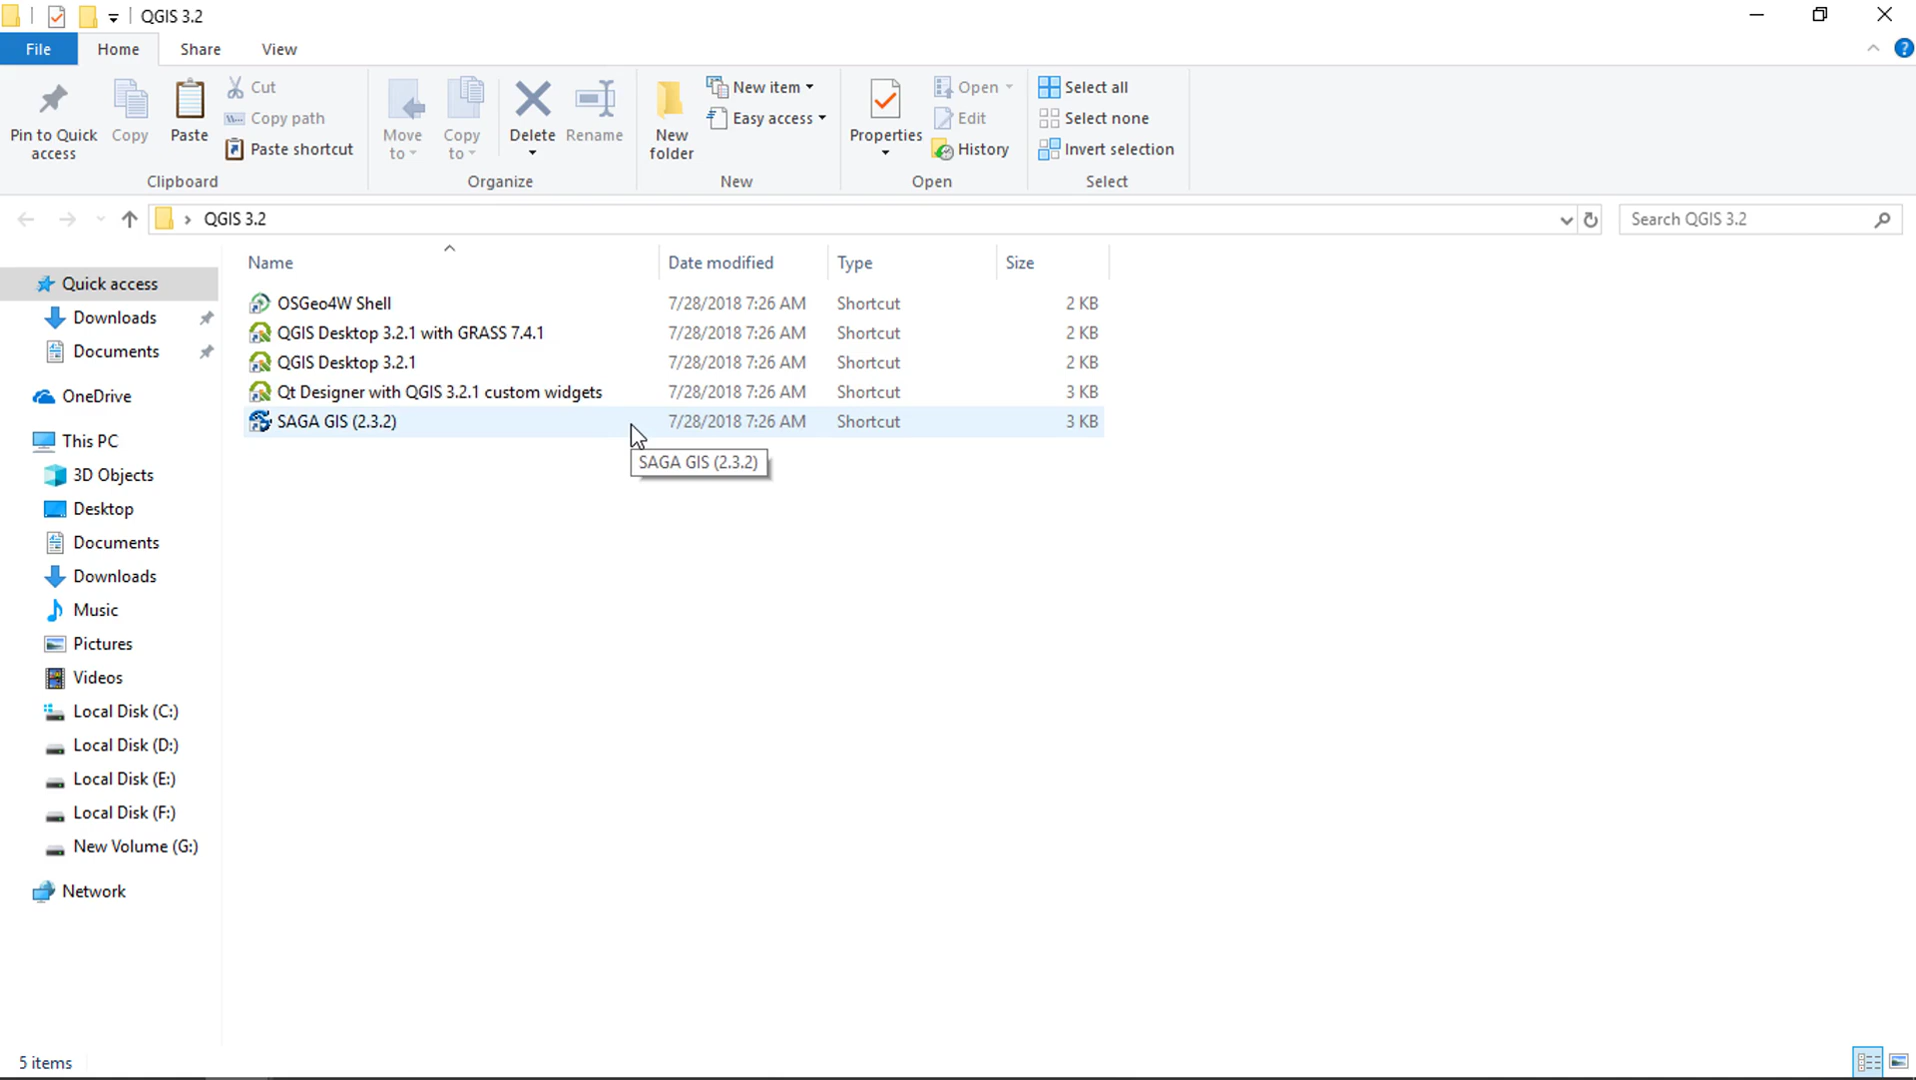 QGIS 3.2
File Home Share View
Pin to Quick access
Copy
Paste
Cut
Copy path
Paste shortcut
Clipboard
Move to
Copy to
Delete
Rename
Organize
New folder
New item
Easy access
New
Properties
Open
Edit
History
Open
Select all
Select none
Invert selection
Select
QGIS 3.2
Search QGIS 3.2
Name Date modified Type Size
OSGeo4W Shell 7/28/2018 7:26 AM Shortcut 2 KB
QGIS Desktop 3.2.1 with GRASS 7.4.1 7/28/2018 7:26 AM Shortcut 2 KB
QGIS Desktop 3.2.1 7/28/2018 7:26 AM Shortcut 2 KB
Qt Designer with QGIS 3.2.1 custom widgets 7/28/2018 7:26 AM Shortcut 3 KB
SAGA GIS (2.3.2) 7/28/2018 7:26 AM Shortcut 3 KB
SAGA GIS (2.3.2)
Quick access
Downloads
Documents
OneDrive
This PC
3D Objects
Desktop
Documents
Downloads
Music
Pictures
Videos
Local Disk (C:)
Local Disk (D:)
Local Disk (E:)
Local Disk (F:)
New Volume (G:)
Network
5 items